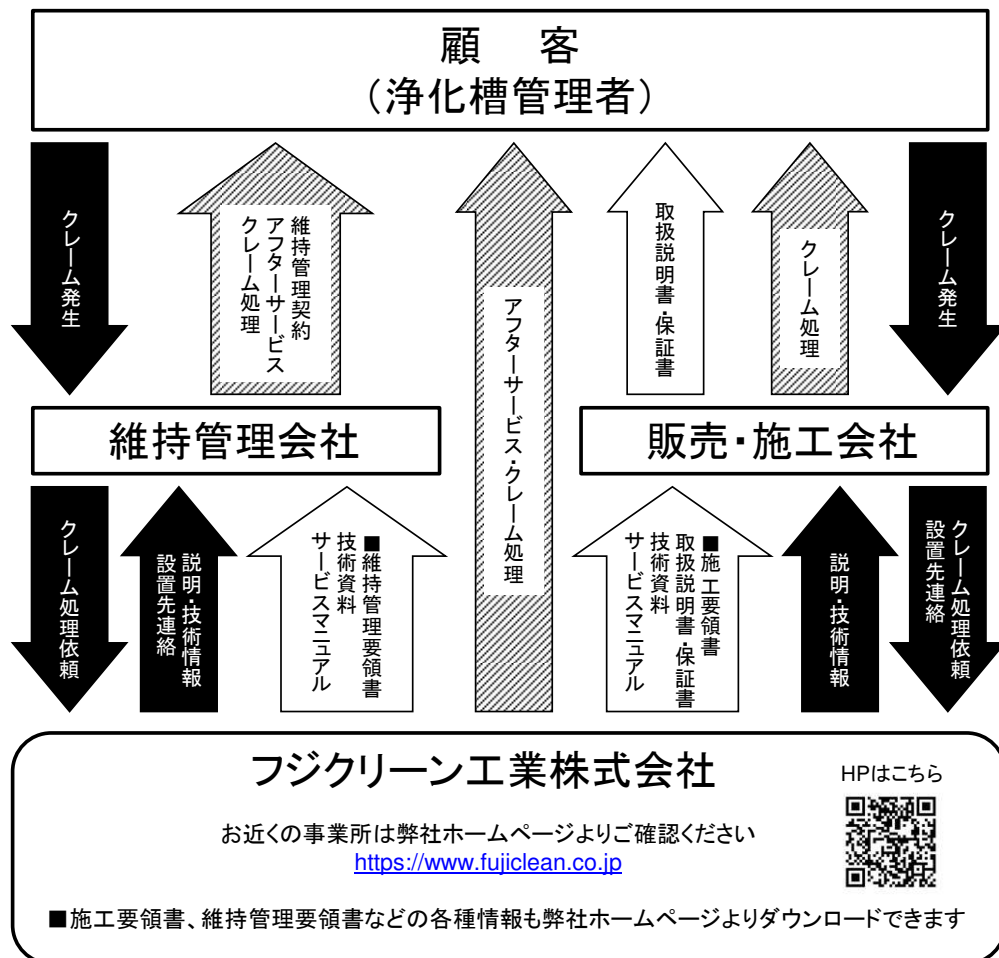 顧 客
（浄化槽管理者）
クレーム発生
維持管理契約
アフターサービス
クレーム処理
アフターサービス・クレーム処理
取扱説明書・保証書
クレーム処理
クレーム発生
維持管理会社
販売・施工会社
クレーム処理依頼
説明・技術情報
設置先連絡
■維持管理要領書
技術資料
サービスマニュアル
■施工要領書
取扱説明書・保証書
技術資料
サービスマニュアル
説明・技術情報
クレーム処理依頼
設置先連絡
フジクリーン工業株式会社
HPはこちら
お近くの事業所は弊社ホームページよりご確認ください
https://www.fujiclean.co.jp
■施工要領書、維持管理要領書などの各種情報も弊社ホームページよりダウンロードできます